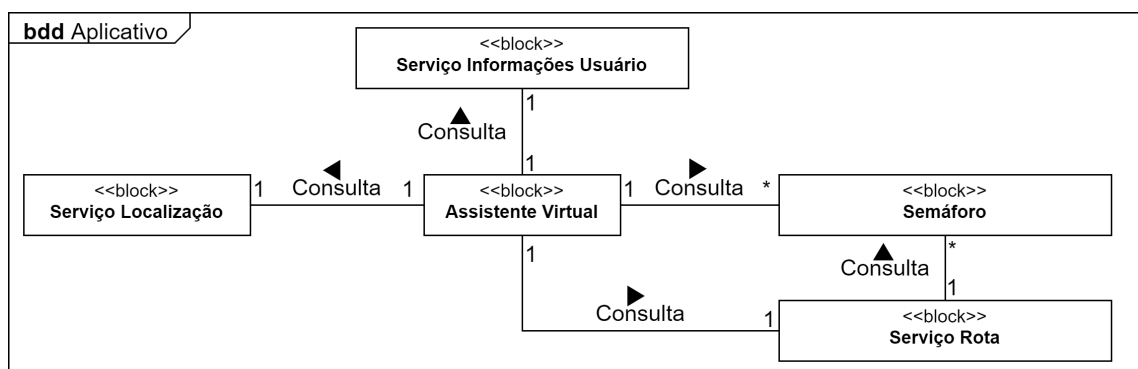 bdd Aplicativo
<<block>>
Serviço Informações Usuário
1
Consulta
1
<<block>>
Serviço Localização
1
Consulta
1
<<block>>
Assistente Virtual
1
Consulta
*
<<block>>
Semáforo
1
Consulta
1
*
Consulta
1
<<block>>
Serviço Rota